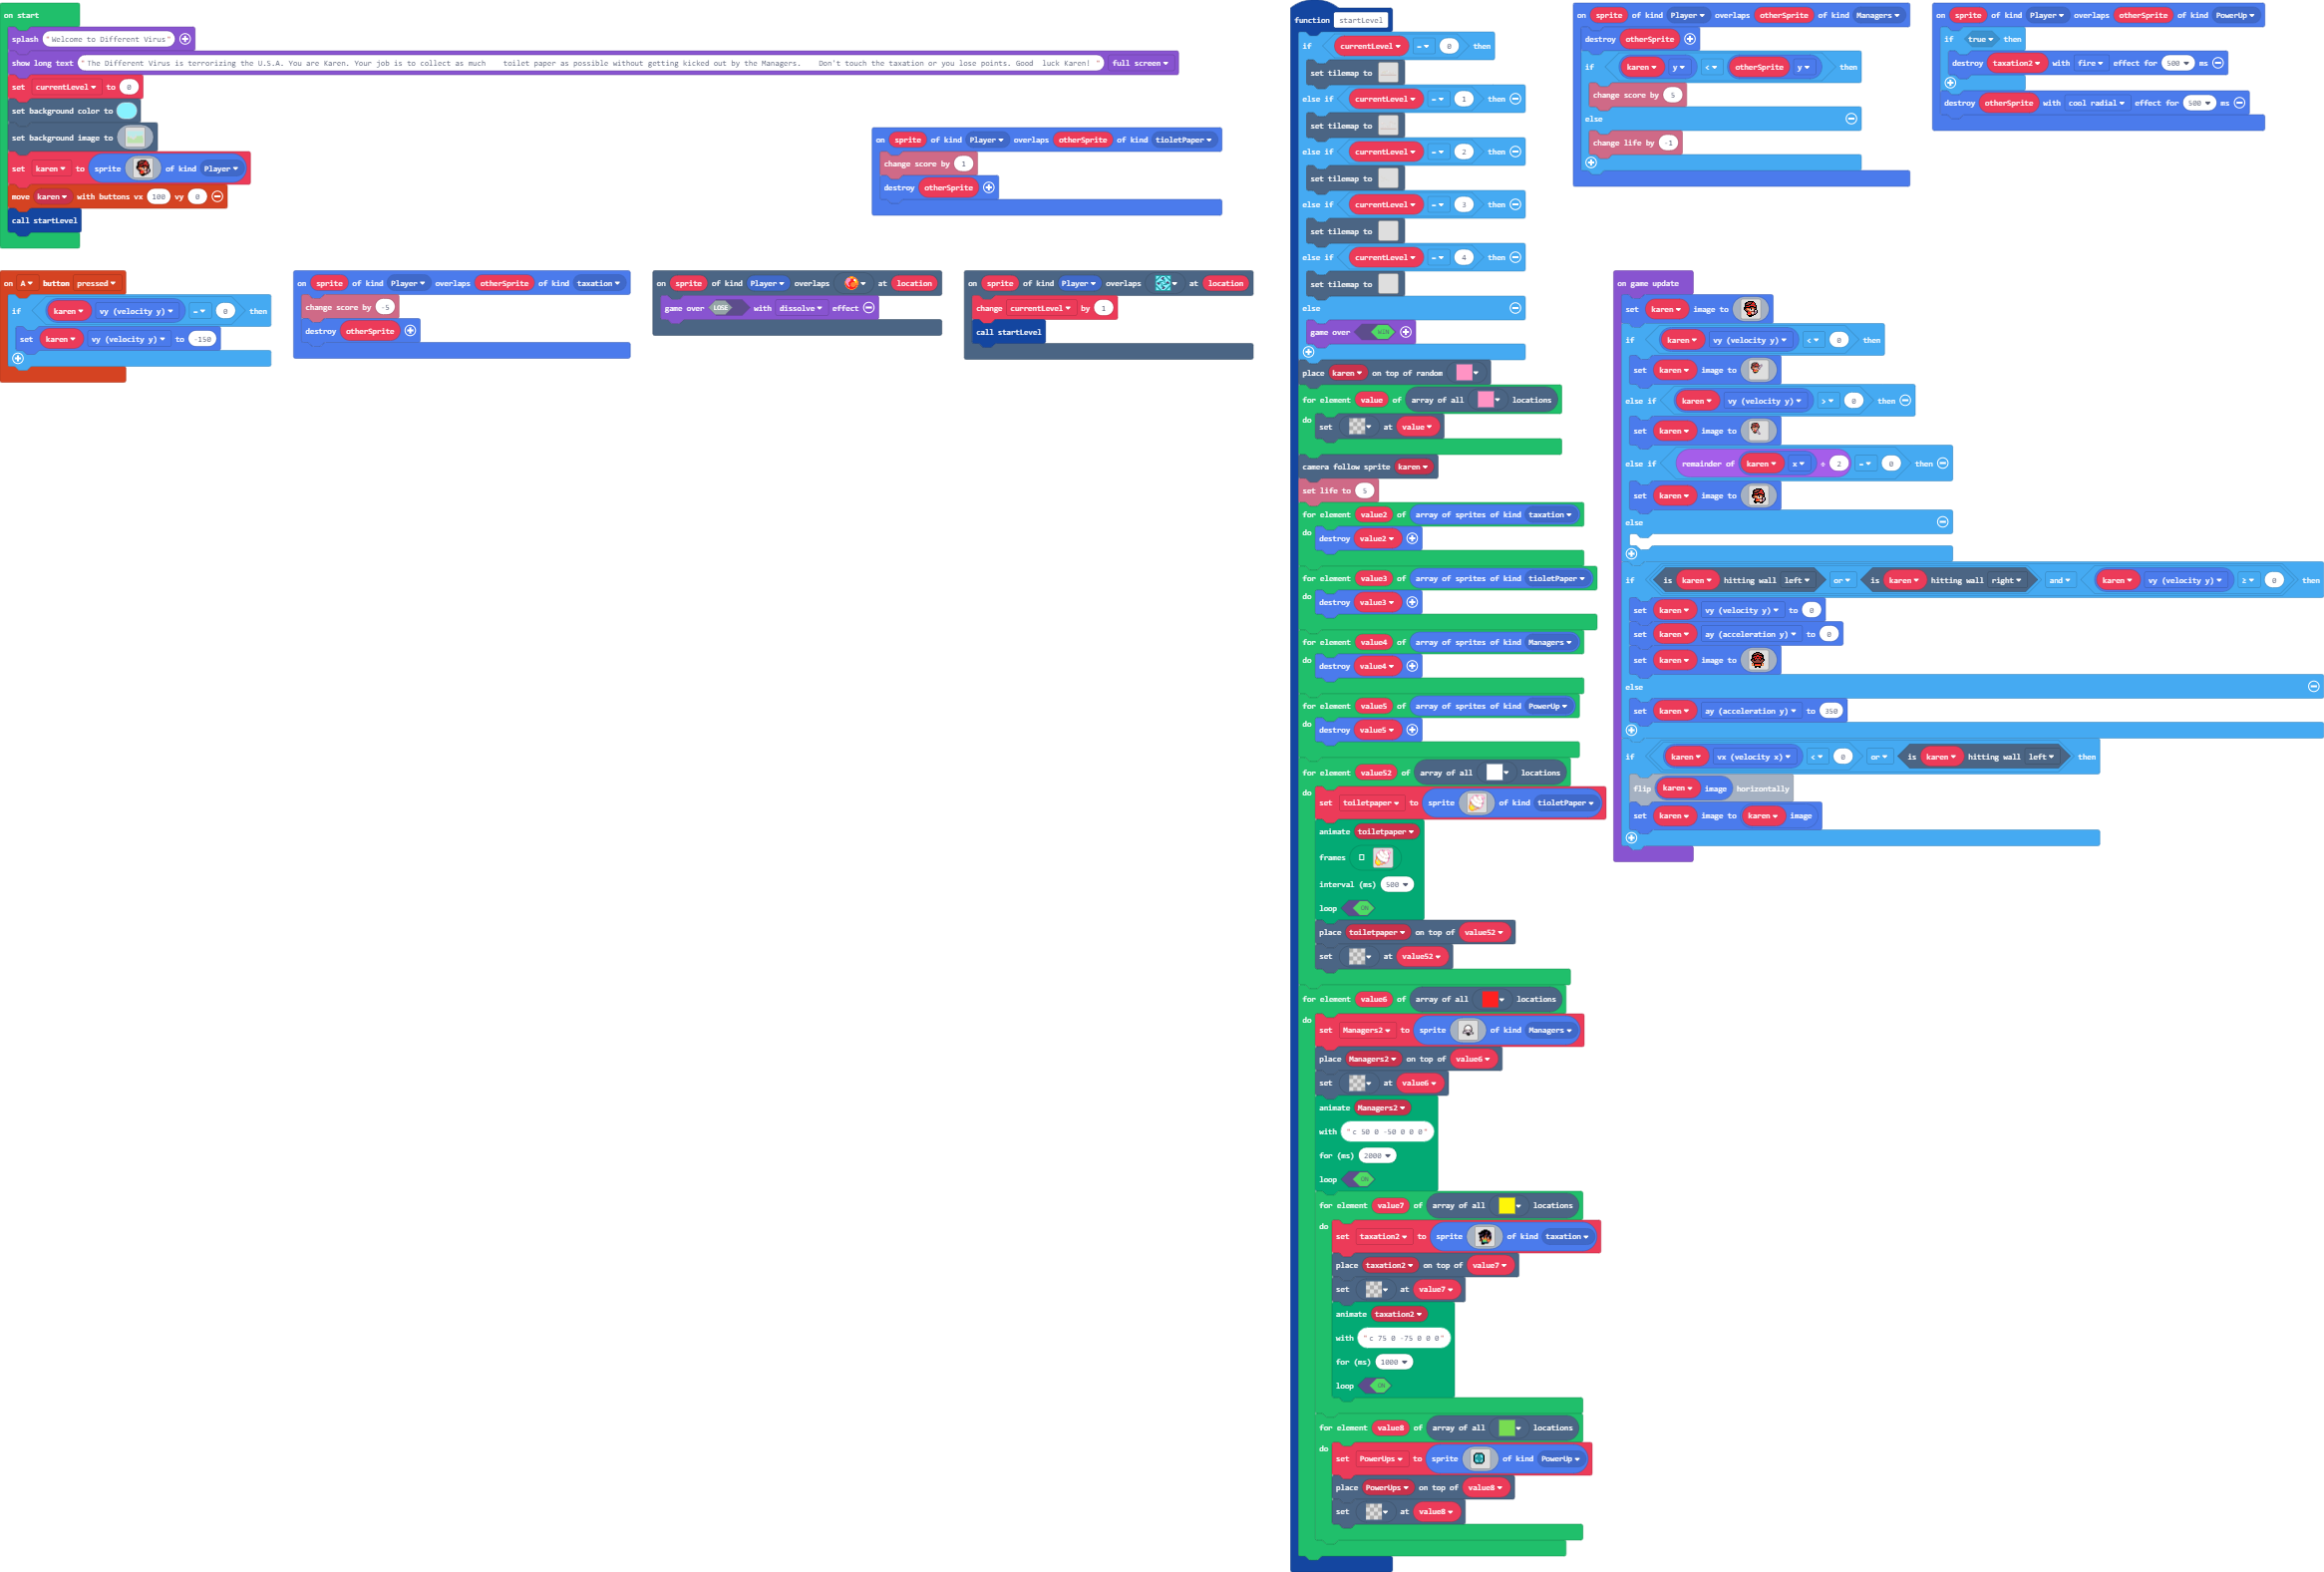 on start
splash "Welcome to Different Virus"
show long text "The Different Virus is terrorizing the U.S.A. You are Karen. Your job is to collect as much toilet paper as possible without getting kicked out by the Managers. Don't touch the taxation or you lose points. Good luck Karen! " full screen
set currentLevel to 0
set background color to
set background image to
set karen to sprite of kind Player
move karen with buttons vx 100 vy 0
call startLevel
on A button pressed
if karen vy (velocity y) = 0 then
set karen vy (velocity y) to -150
on sprite of kind Player overlaps otherSprite of kind taxation
change score by -5
destroy otherSprite
on sprite of kind Player overlaps at location
game over LOSE with dissolve effect
on sprite of kind Player overlaps otherSprite of kind tioletPaper
change score by 1
destroy otherSprite
on sprite of kind Player overlaps at location
change currentLevel by 1
call startLevel
function startLevel
if currentLevel = 0 then
set tilemap to
else if currentLevel = 1 then
set tilemap to
else if currentLevel = 2 then
set tilemap to
else if currentLevel = 3 then
set tilemap to
else if currentLevel = 4 then
set tilemap to
else
game over WIN
place karen on top of random
for element value of array of all locations
do set at value
camera follow sprite karen
set life to 5
for element value2 of array of sprites of kind taxation
do destroy value2
for element value3 of array of sprites of kind tioletPaper
do destroy value3
for element value4 of array of sprites of kind Managers
do destroy value4
for element value5 of array of sprites of kind PowerUp
do destroy value5
for element value52 of array of all locations
do set toiletpaper to sprite of kind tioletPaper
animate toiletpaper
frames
interval (ms) 500
loop ON
place toiletpaper on top of value52
set at value52
for element value6 of array of all locations
do set Managers2 to sprite of kind Managers
place Managers2 on top of value6
set at value6
animate Managers2
with "c 50 0 -50 0 0 0"
for (ms) 2000
loop ON
for element value7 of array of all locations
do set taxation2 to sprite of kind taxation
place taxation2 on top of value7
set at value7
animate taxation2
with "c 75 0 -75 0 0 0"
for (ms) 1000
loop ON
for element value8 of array of all locations
do set PowerUps to sprite of kind PowerUp
place PowerUps on top of value8
set at value8
on sprite of kind Player overlaps otherSprite of kind Managers
destroy otherSprite
if karen y < otherSprite y then
change score by 5
else
change life by -1
on sprite of kind Player overlaps otherSprite of kind PowerUp
if true then
destroy taxation2 with fire effect for 500 ms
destroy otherSprite with cool radial effect for 500 ms
on game update
set karen image to
if karen vy (velocity y) < 0 then
set karen image to
else if karen vy (velocity y) > 0 then
set karen image to
else if remainder of karen x ÷ 2 = 0 then
set karen image to
else
if is karen hitting wall left or is karen hitting wall right and karen vy (velocity y) ≥ 0 then
set karen vy (velocity y) to 0
set karen ay (acceleration y) to 0
set karen image to
else
set karen ay (acceleration y) to 350
if karen vx (velocity x) < 0 or is karen hitting wall left then
flip karen image horizontally
set karen image to karen image